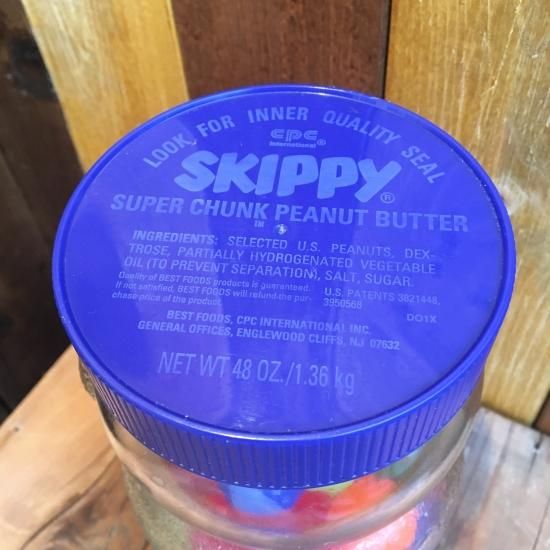 LOOK FOR INNER QUALITY SEAL
CPC
International®
SKIPPY®
SUPER CHUNK™ PEANUT BUTTER
INGREDIENTS: SELECTED U.S. PEANUTS, DEX-
TROSE, PARTIALLY HYDROGENATED VEGETABLE
OIL (TO PREVENT SEPARATION), SALT, SUGAR.
Quality of BEST FOODS products is guaranteed.
If not satisfied, BEST FOODS will refund the pur-
chase price of the product.
U.S. PATENTS 3821448,
3950568
DO1X
BEST FOODS, CPC INTERNATIONAL INC.
GENERAL OFFICES, ENGLEWOOD CLIFFS, NJ 07632
NET WT 48 OZ./1.36 kg